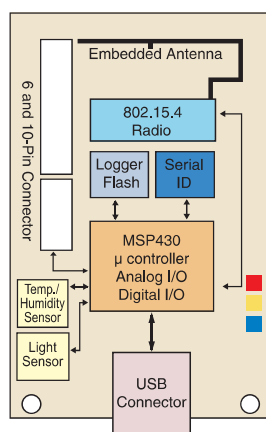 Embedded Antenna
6 and 10-Pin Connector
802.15.4
Radio
Logger
Flash
Serial
ID
MSP430
µ controller
Analog I/O
Digital I/O
Temp./
Humidity
Sensor
Light
Sensor
USB
Connector